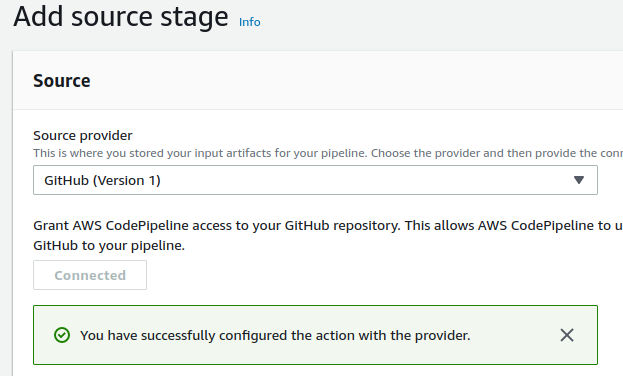 Add source stage Info
Source
Source provider
This is where you stored your input artifacts for your pipeline. Choose the provider and then provide the
GitHub (Version 1)
Grant AWS CodePipeline access to your GitHub repository. This allows AWS CodePipeline to
GitHub to your pipeline.
Connected
You have successfully configured the action with the provider.